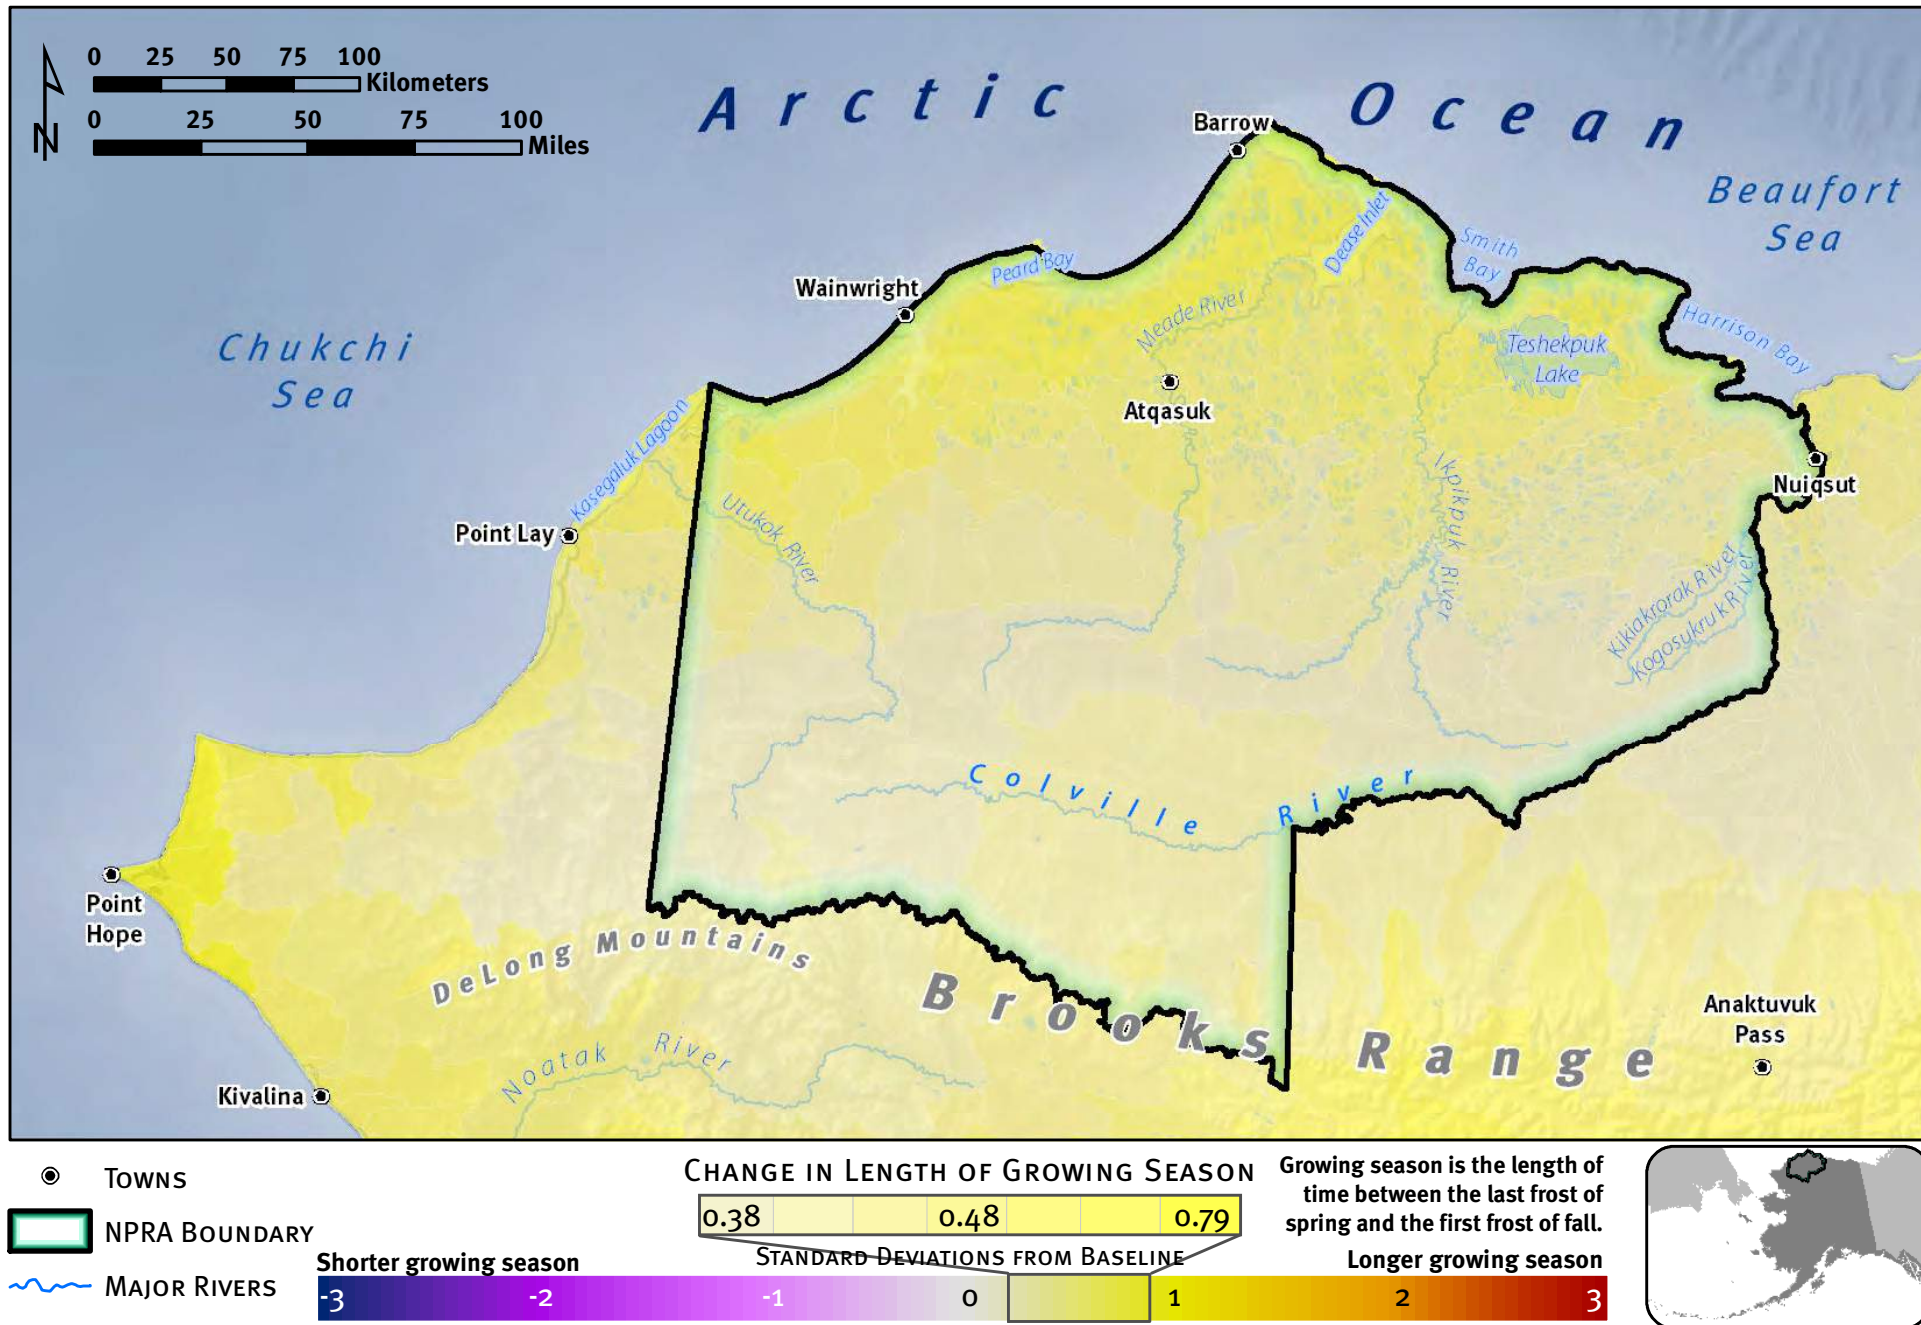 0 25 50 75 100
Kilometers
0 25 50 75 100
Miles
N
Arctic Ocean
Beaufort
Sea
Chukchi
Sea
Barrow
Dease Inlet
Smith
Bay
Peard Bay
Wainwright
Meade River
Teshekpuk
Lake
Harrison Bay
Atqasuk
Kasegaluk Lagoon
Point Lay
Utukok River
Ikpikpuk River
Nuiqsut
Kikiakrorak River
Kogosukruk River
Colville River
Point
Hope
DeLong Mountains
Brooks Range
Anaktuvuk
Pass
Noatak River
Kivalina
TOWNS
NPRA BOUNDARY
MAJOR RIVERS
CHANGE IN LENGTH OF GROWING SEASON
0.38 0.48 0.79
STANDARD DEVIATIONS FROM BASELINE
Shorter growing season
Longer growing season
-3 -2 -1 0 1 2 3
Growing season is the length of
time between the last frost of
spring and the first frost of fall.